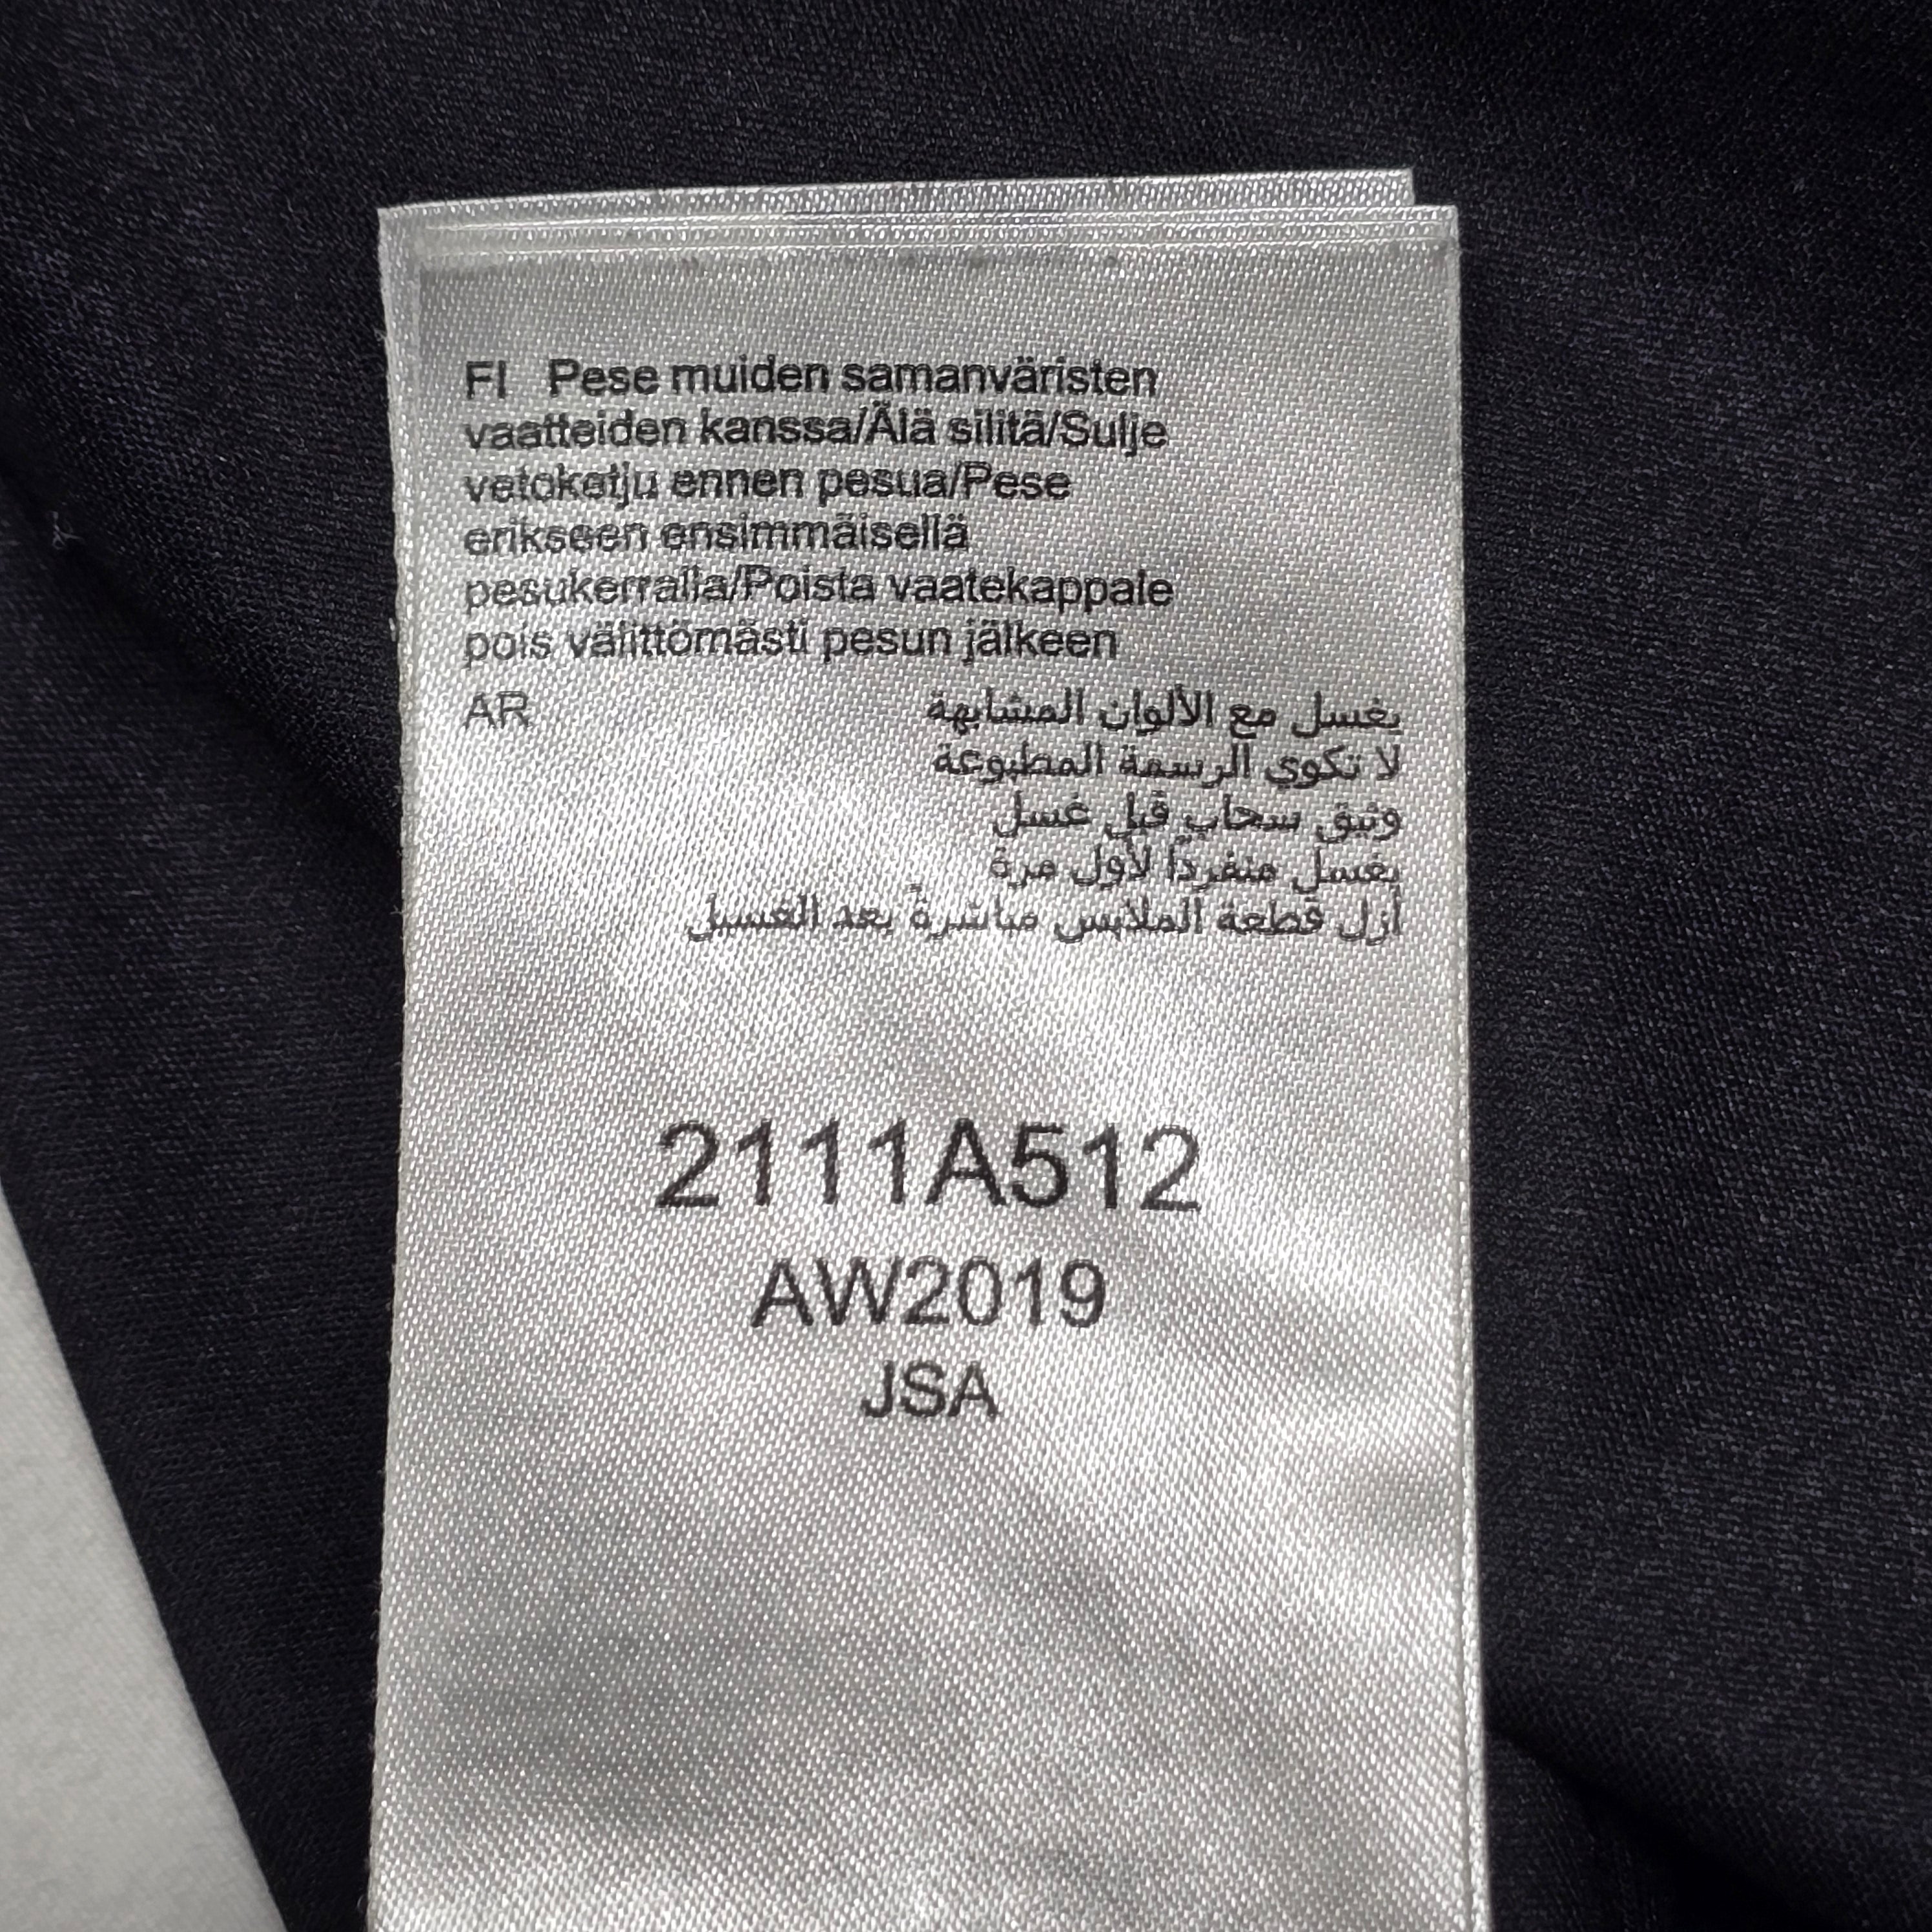 FI Pese muiden samanväristen
vaatteiden kanssa/Älä silitä/Sulje
vetoketju ennen pesua/Pese
erikseen ensimmäisellä
pesukerralla/Poista vaatekappale
pois välittömästi pesun jälkeen
AR يغسل مع الألوان المشابهة
لا تكوي الرسمة المطبوعة
وثيق سحاب قبل غسل
يغسل منفرداً لأول مرة
أزل قطعة الملابس مباشرةً بعد الغسيل
2111A512
AW2019
JSA